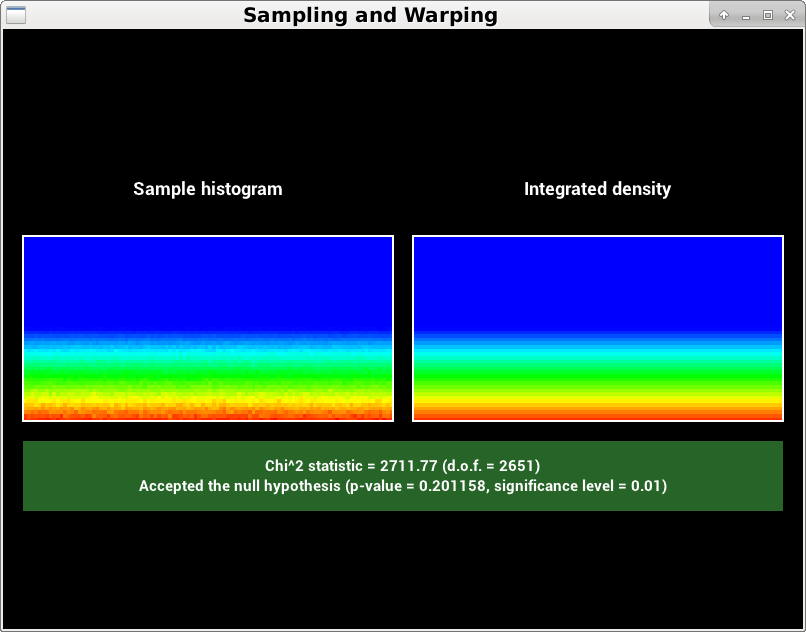 Sampling and Warping
Sample histogram
Integrated density
Chi^2 statistic = 2711.77 (d.o.f. = 2651)
Accepted the null hypothesis (p-value = 0.201158, significance level = 0.01)